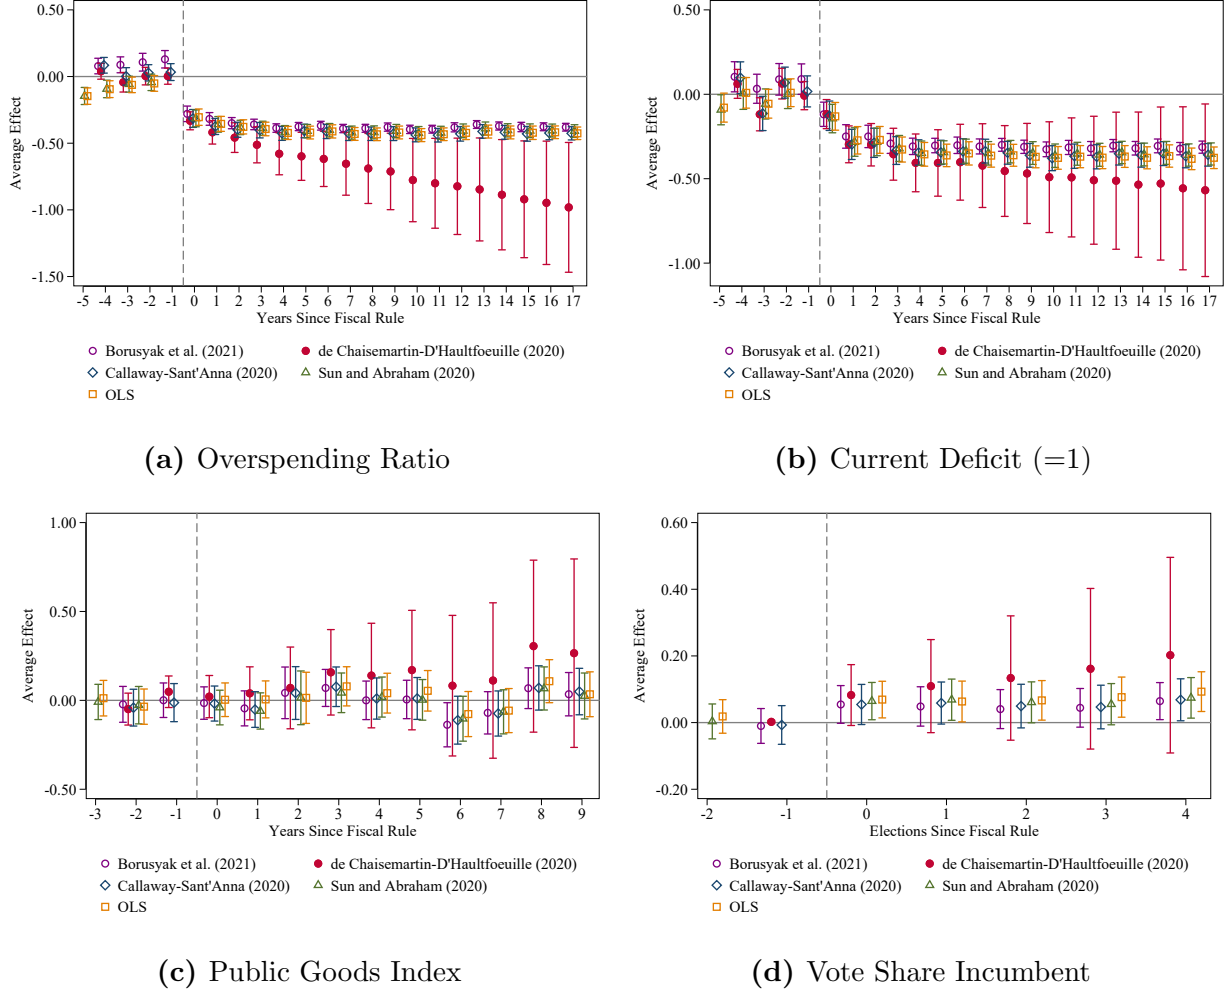 0.50
0.00
-0.50
-1.00
-1.50
Average Effect
-5 -4 -3 -2 -1 0 1 2 3 4 5 6 7 8 9 10 11 12 13 14 15 16 17
Years Since Fiscal Rule
Borusyak et al. (2021)
de Chaisemartin-D'Haultfoeuille (2020)
Callaway-Sant'Anna (2020)
Sun and Abraham (2020)
OLS
(a) Overspending Ratio
0.50
0.00
-0.50
-1.00
Average Effect
-5 -4 -3 -2 -1 0 1 2 3 4 5 6 7 8 9 10 11 12 13 14 15 16 17
Years Since Fiscal Rule
Borusyak et al. (2021)
de Chaisemartin-D'Haultfoeuille (2020)
Callaway-Sant'Anna (2020)
Sun and Abraham (2020)
OLS
(b) Current Deficit (=1)
1.00
0.50
0.00
-0.50
Average Effect
-3 -2 -1 0 1 2 3 4 5 6 7 8 9
Years Since Fiscal Rule
Borusyak et al. (2021)
de Chaisemartin-D'Haultfoeuille (2020)
Callaway-Sant'Anna (2020)
Sun and Abraham (2020)
OLS
(c) Public Goods Index
0.60
0.40
0.20
0.00
-0.20
Average Effect
-2 -1 0 1 2 3 4
Elections Since Fiscal Rule
Borusyak et al. (2021)
de Chaisemartin-D'Haultfoeuille (2020)
Callaway-Sant'Anna (2020)
Sun and Abraham (2020)
OLS
(d) Vote Share Incumbent